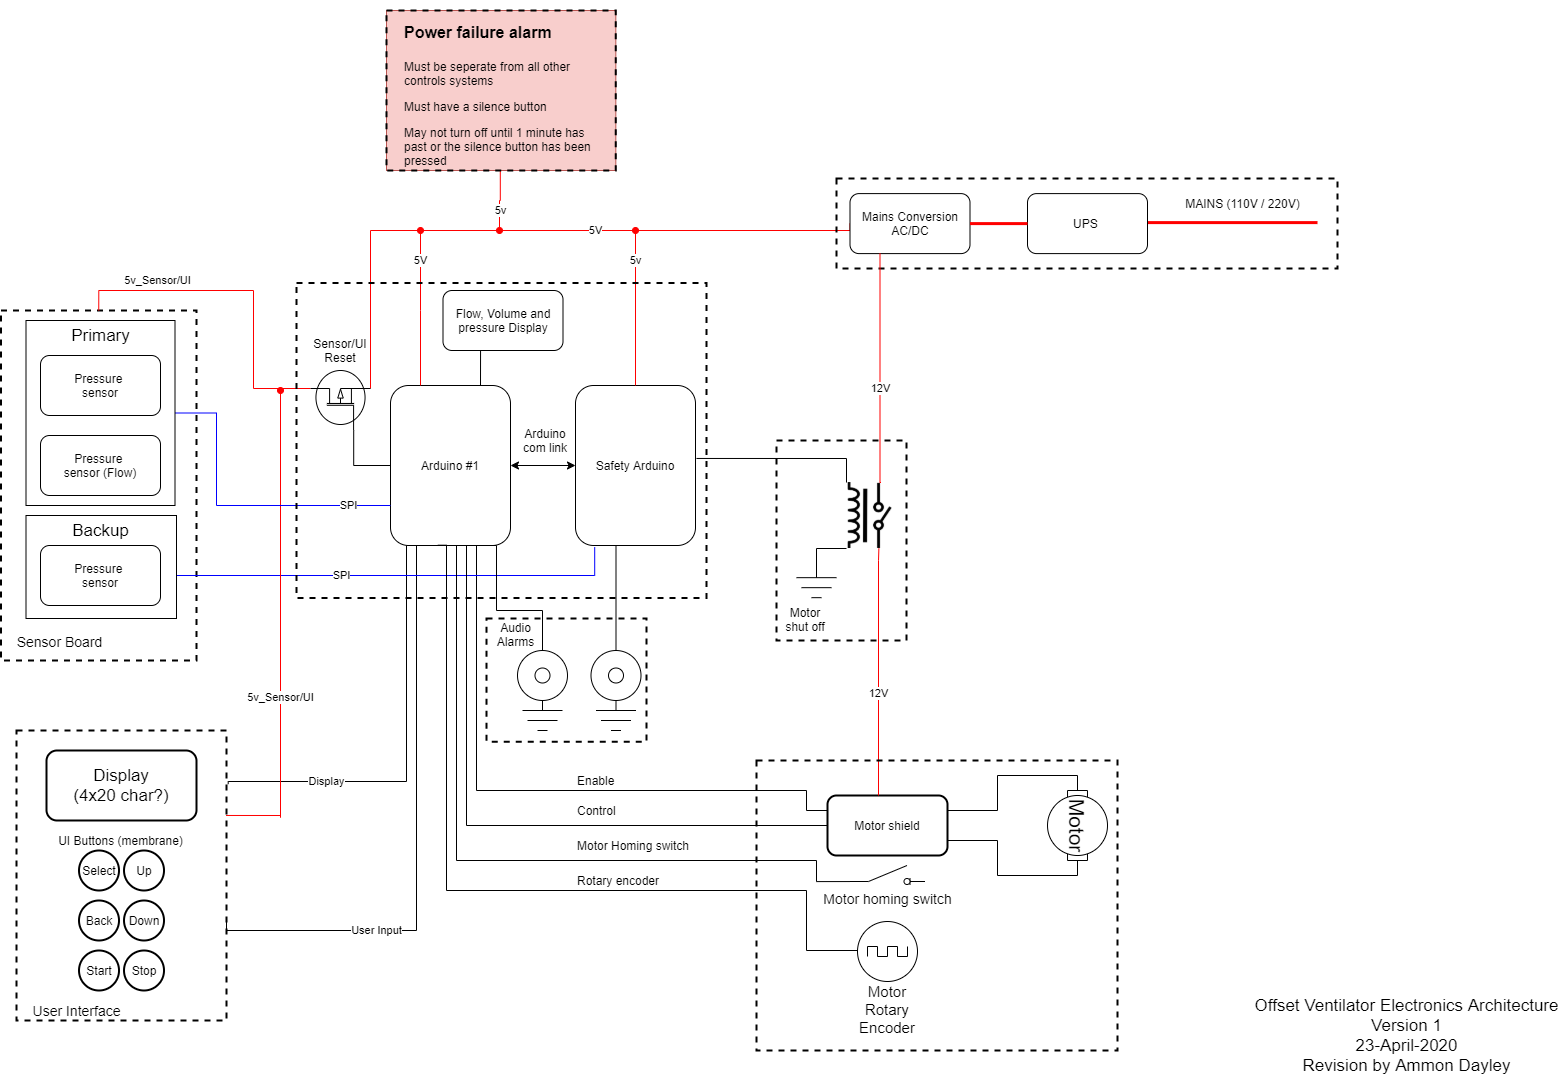 Power failure alarm
Must be seperate from all other
controls systems
Must have a silence button
May not turn off until 1 minute has
past or the silence button has been
pressed
5v
5V
5V
5v
Mains Conversion
AC/DC
UPS
MAINS (110V / 220V)
5v_Sensor/UI
Primary
Pressure
sensor
Pressure
sensor (Flow)
Backup
Pressure
sensor
Sensor Board
Sensor/UI
Reset
Flow, Volume and
pressure Display
Arduino #1
Arduino
com link
Safety Arduino
SPI
SPI
12V
Motor
shut off
Audio
Alarms
12V
5v_Sensor/UI
Display
(4x20 char?)
UI Buttons (membrane)
Select
Up
Back
Down
Start
Stop
User Interface
Display
User Input
Enable
Control
Motor Homing switch
Rotary encoder
Motor shield
Motor
Motor homing switch
Motor
Rotary
Encoder
Offset Ventilator Electronics Architecture
Version 1
23-April-2020
Revision by Ammon Dayley